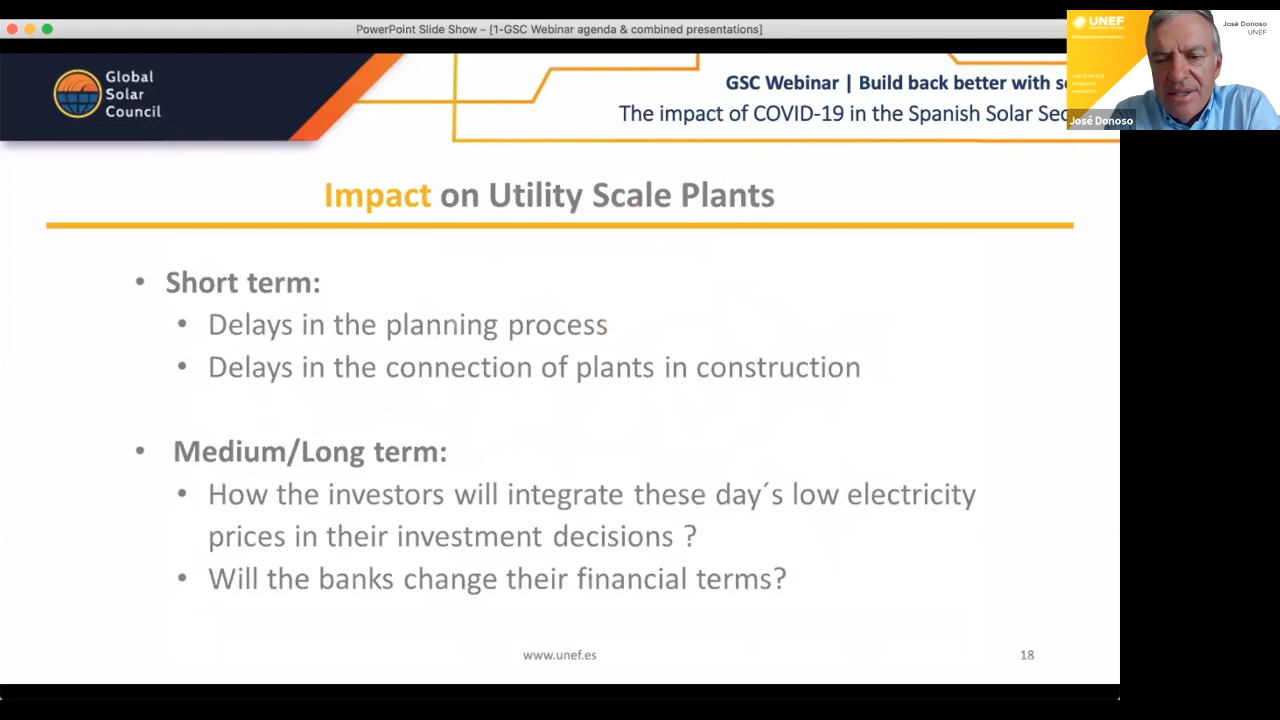 PowerPoint Slide Show – [1-GSC Webinar agenda & combined presentations]
Global
Solar
Council
GSC Webinar | Build back better with
The impact of COVID-19 in the Spanish Solar
UNEF
José Donoso
UNEF
José Donoso
Impact on Utility Scale Plants
• Short term:
• Delays in the planning process
• Delays in the connection of plants in construction
• Medium/Long term:
• How the investors will integrate these day´s low electricity
prices in their investment decisions ?
• Will the banks change their financial terms?
www.unef.es
18